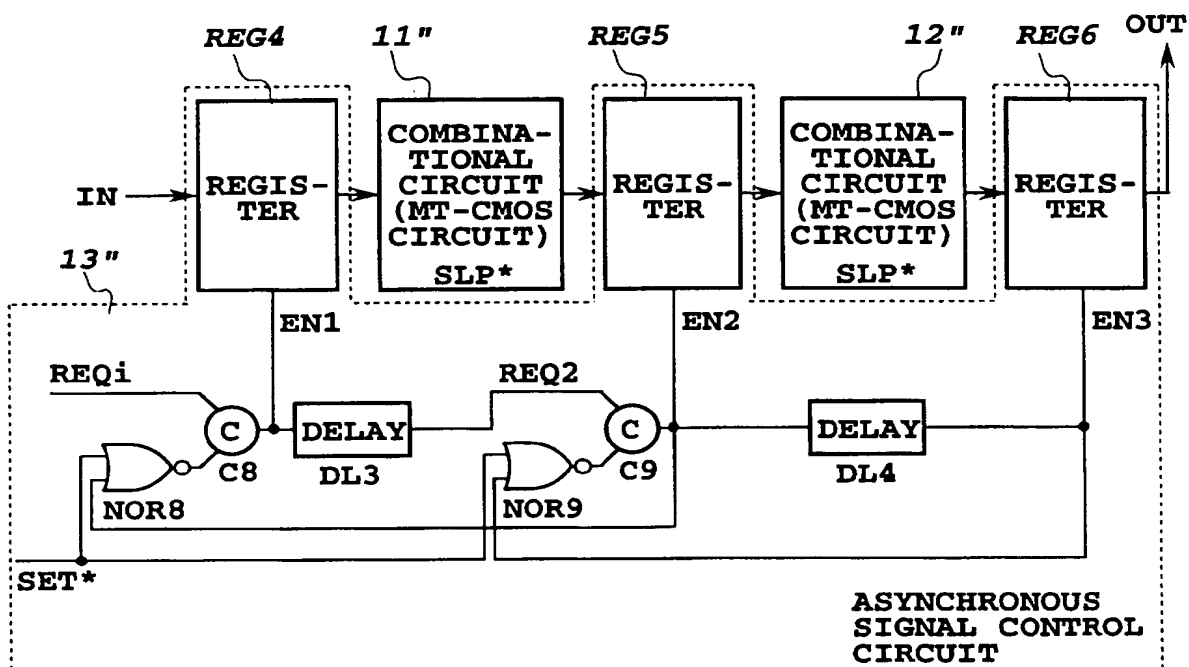 REG4
11"
REG5
12"
REG6
OUT
IN
REGIS-
TER
COMBINA-
TIONAL
CIRCUIT
(MT-CMOS
CIRCUIT)
SLP*
REGIS-
TER
COMBINA-
TIONAL
CIRCUIT
(MT-CMOS
CIRCUIT)
SLP*
REGIS-
TER
13"
EN1
EN2
EN3
REQi
C
C8
DELAY
DL3
REQ2
C
C9
DELAY
DL4
NOR8
NOR9
SET*
ASYNCHRONOUS
SIGNAL CONTROL
CIRCUIT